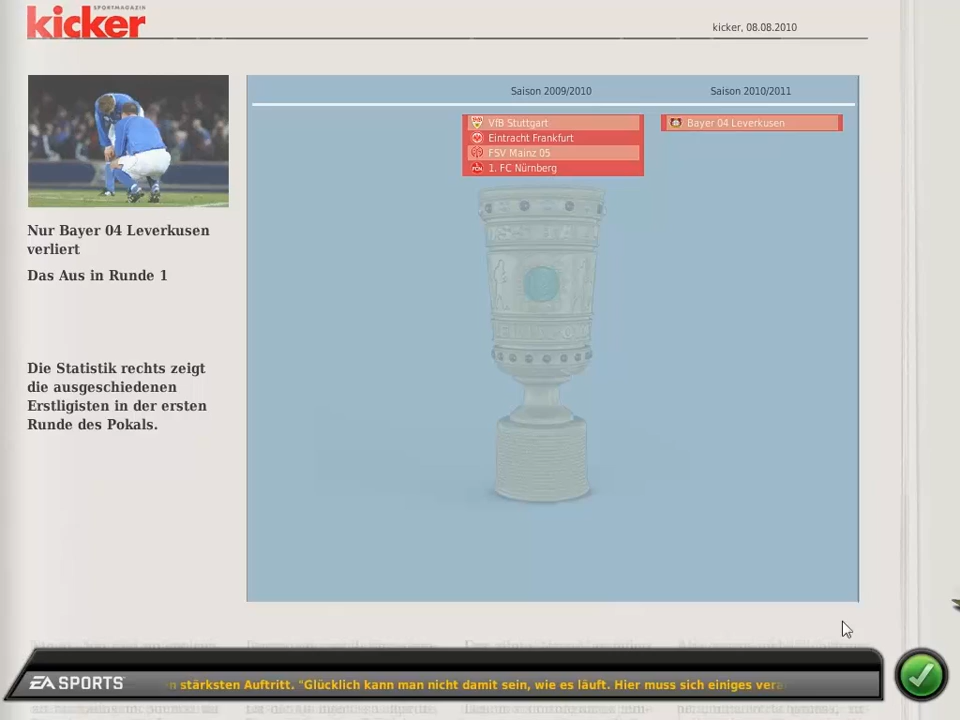 SPORTMAGAZIN
kicker
kicker, 08.08.2010
Saison 2009/2010
Saison 2010/2011
VfB Stuttgart
Bayer 04 Leverkusen
Eintracht Frankfurt
FSV Mainz 05
1. FC Nürnberg
Nur Bayer 04 Leverkusen
verliert
Das Aus in Runde 1
Die Statistik rechts zeigt
die ausgeschiedenen
Erstligisten in der ersten
Runde des Pokals.
EA SPORTS
stärksten Auftritt. "Glücklich kann man nicht damit sein, wie es läuft. Hier muss sich einiges